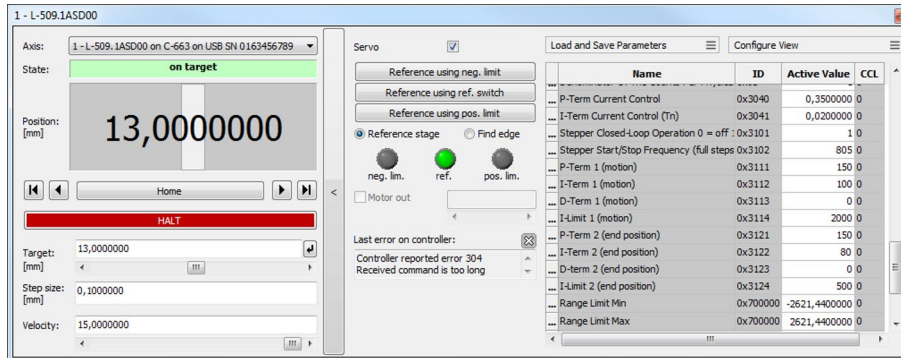 1 - L-509.1ASD00
Axis: 1 - L-509. 1ASD00 on C-663 on USB SN 0163456789
State: on target
Position: [mm] 13,0000000
Home
HALT
Target: [mm] 13,0000000
Step size: [mm] 0,1000000
Velocity: 15,0000000
<
Servo
Reference using neg. limit
Reference using ref. switch
Reference using pos. limit
Reference stage Find edge
neg. lim. ref. pos. lim.
Motor out
Last error on controller:
Controller reported error 304
Received command is too long
Load and Save Parameters Configure View
Name ID Active Value CCL
... P-Term Current Control 0x3040 0,3500000 0
... I-Term Current Control (Tn) 0x3041 0,0200000 0
... Stepper Closed-Loop Operation 0 = off : 0x3101 1 0
... Stepper Start/Stop Frequency (full steps 0x3102 805 0
... P-Term 1 (motion) 0x3111 150 0
... I-Term 1 (motion) 0x3112 100 0
... D-Term 1 (motion) 0x3113 0 0
... I-Limit 1 (motion) 0x3114 2000 0
... P-Term 2 (end position) 0x3121 150 0
... I-Term 2 (end position) 0x3122 80 0
... D-term 2 (end position) 0x3123 0 0
... I-Limit 2 (end position) 0x3124 500 0
... Range Limit Min 0x700000 -2621,4400000 0
... Range Limit Max 0x700000 2621,4400000 0